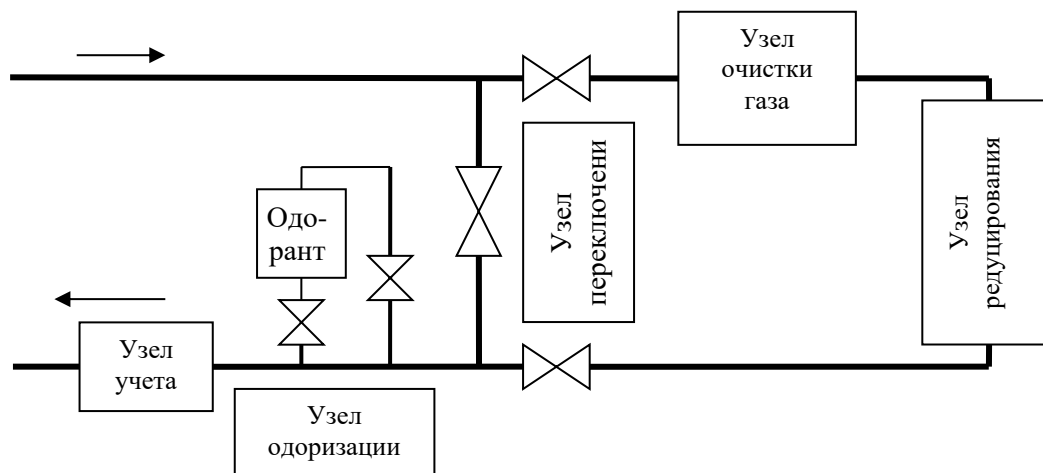 Узел
очистки
газа
Узел
переключени
Узел
редуцирования
Одо-
рант
Узел
учета
Узел
одоризации